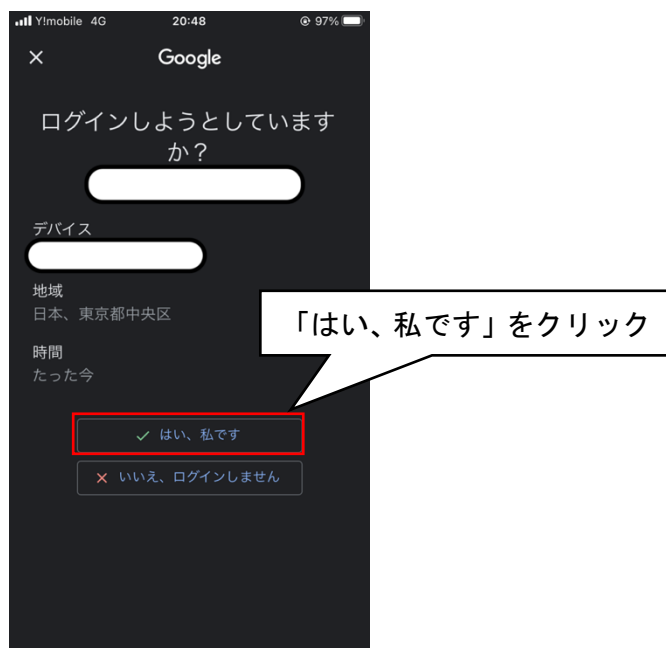 Y!mobile 4G 20:48 97%
Google
ログインしようとしています
か？
デバイス
地域
日本、東京都中央区
時間
たった今
「はい、私です」をクリック
はい、私です
いいえ、ログインしません